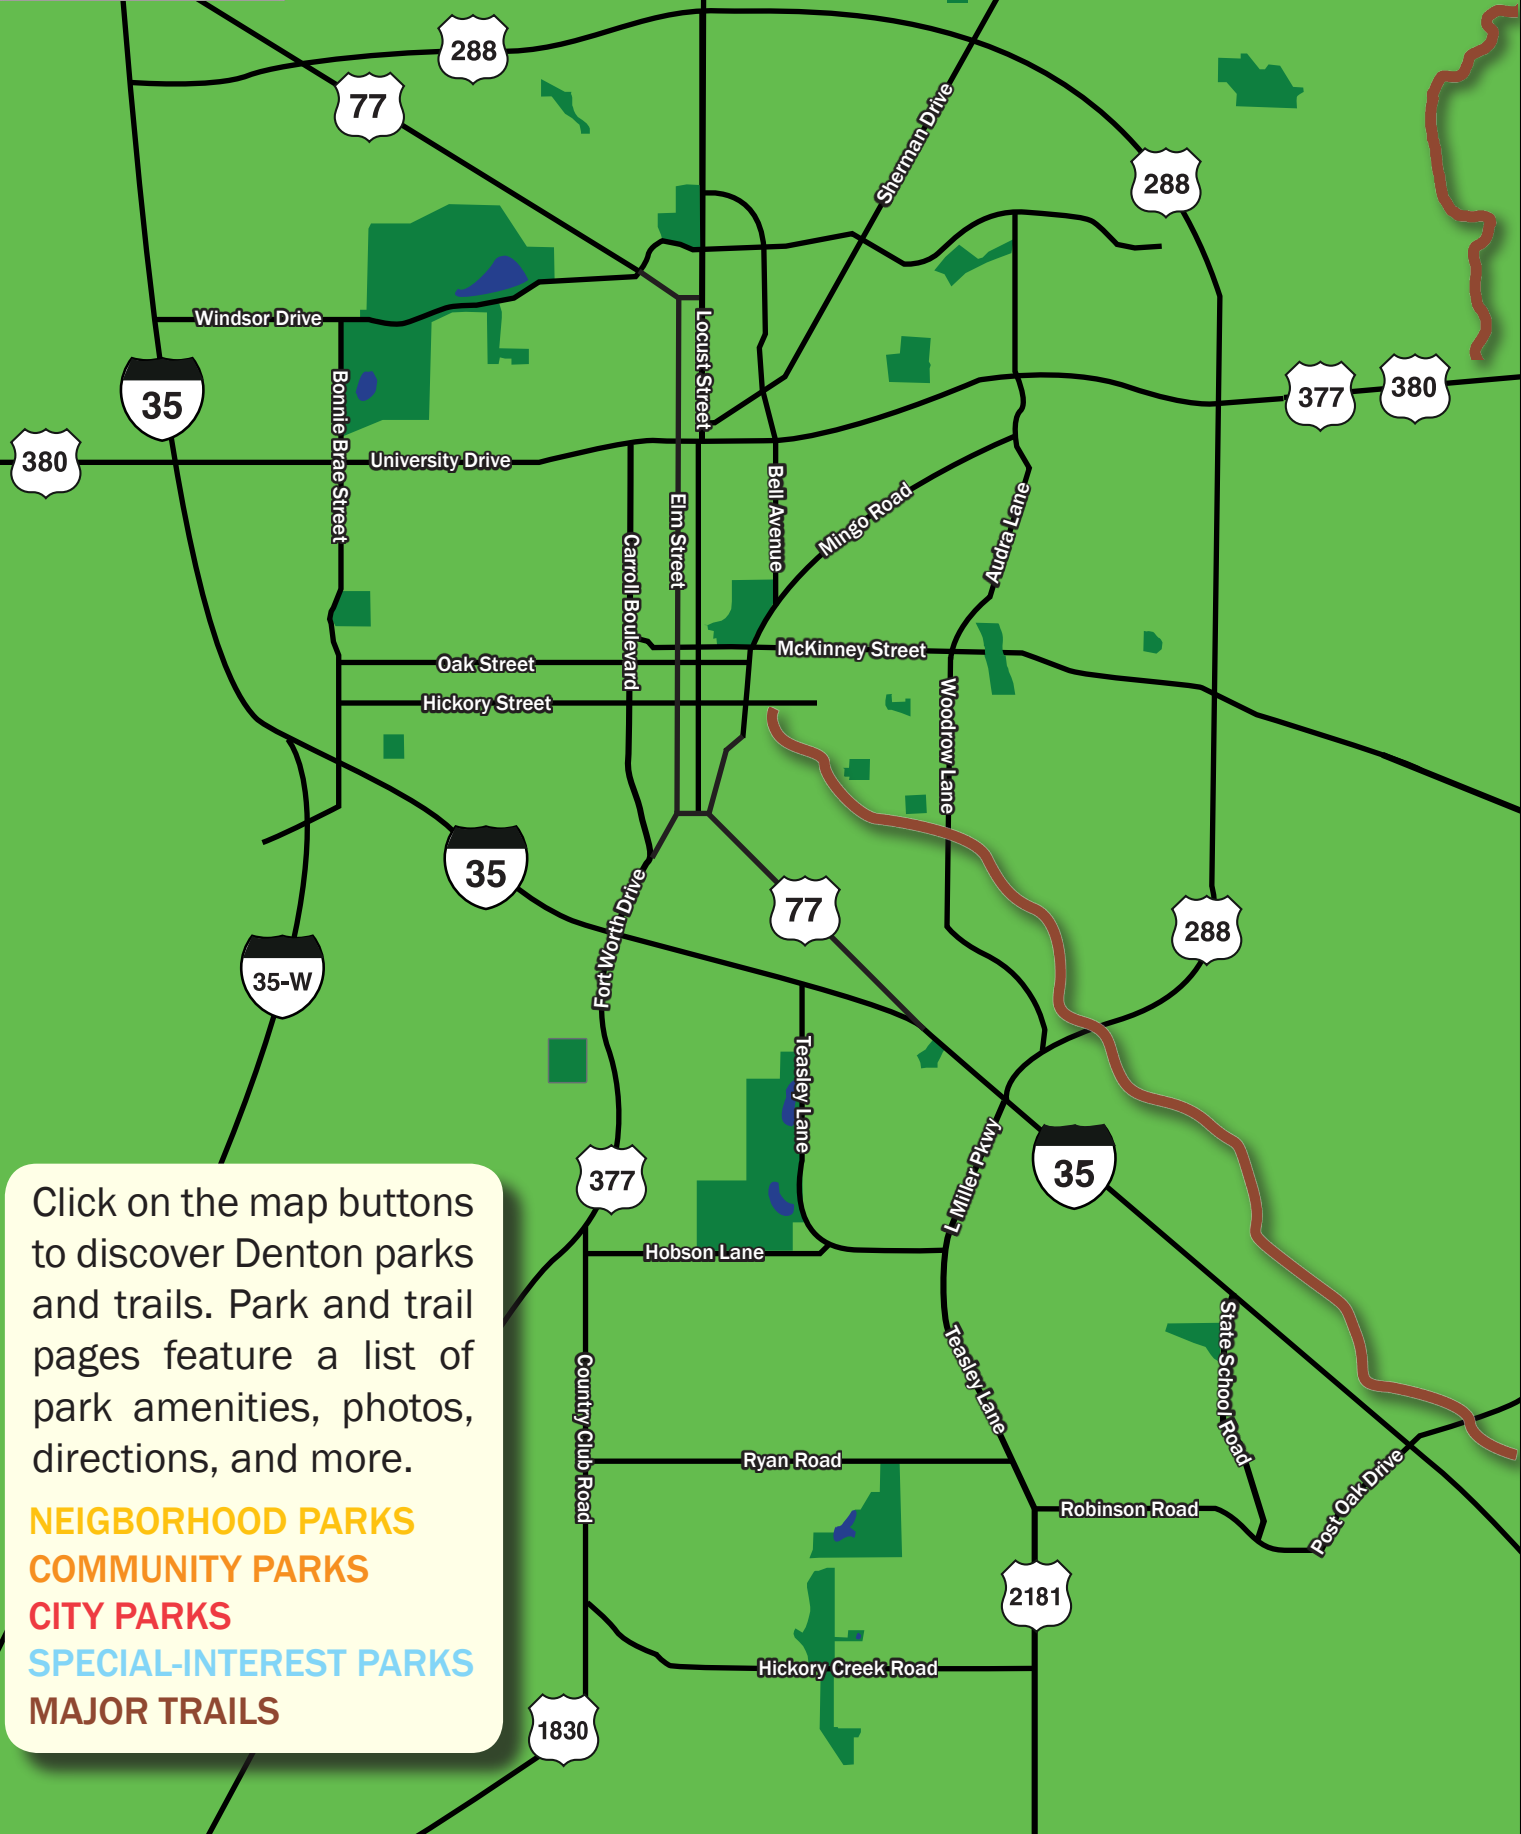 288
77
Sherman Drive
288
Windsor Drive
Locust Street
35
Bonnie Brae Street
377
380
380
University Drive
Elm Street
Bell Avenue
Mingo Road
Audra Lane
Carroll Boulevard
McKinney Street
Oak Street
Hickory Street
Woodrow Lane
35
Fort Worth Drive
77
288
35-W
Teasley Lane
L Miller Pkwy
35
377
Hobson Lane
Click on the map buttons
to discover Denton parks
and trails. Park and trail
pages feature a list of
park amenities, photos,
directions, and more.
NEIGBORHOOD PARKS
COMMUNITY PARKS
CITY PARKS
SPECIAL-INTEREST PARKS
MAJOR TRAILS
State School Road
Teasley Lane
Country Club Road
Ryan Road
Robinson Road
Post Oak Drive
2181
Hickory Creek Road
1830